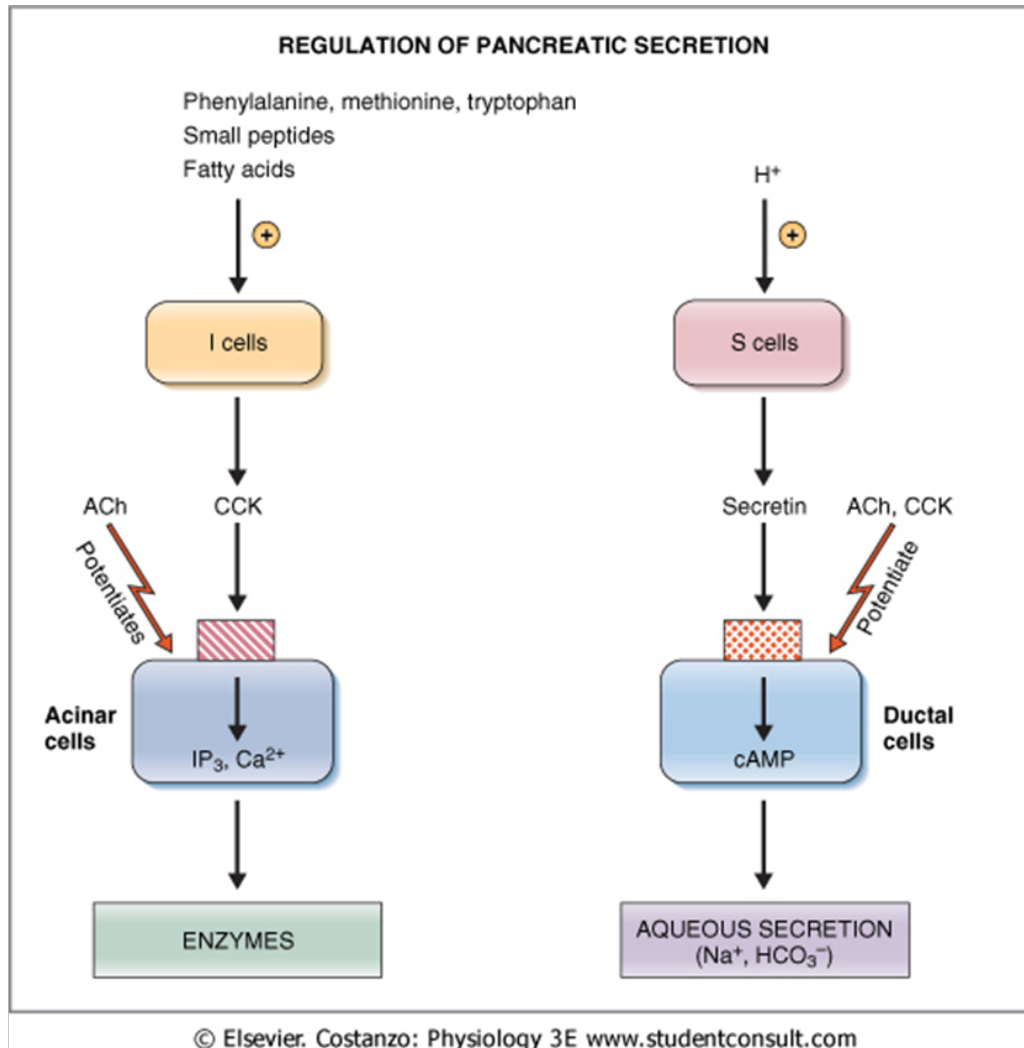 REGULATION OF PANCREATIC SECRETION
Phenylalanine, methionine, tryptophan
Small peptides
Fatty acids
H⁺
+
+
I cells
S cells
ACh
CCK
Secretin
ACh, CCK
Potentiates
Potentiate
Acinar
cells
IP₃, Ca²⁺
cAMP
Ductal
cells
ENZYMES
AQUEOUS SECRETION
(Na⁺, HCO₃⁻)
© Elsevier. Costanzo: Physiology 3E www.studentconsult.com